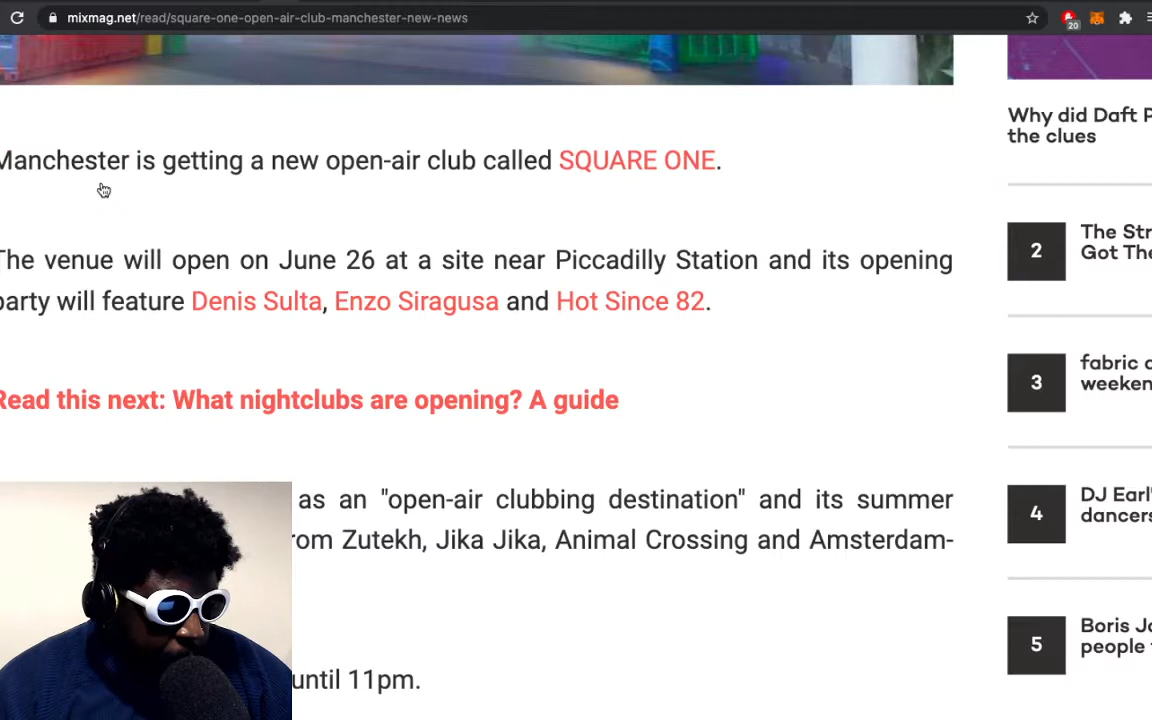 mixmag.net/read/square-one-open-air-club-manchester-new-news
20
Manchester is getting a new open-air club called SQUARE ONE.
The venue will open on June 26 at a site near Piccadilly Station and its opening
party will feature Denis Sulta, Enzo Siragusa and Hot Since 82.
Read this next: What nightclubs are opening? A guide
as an "open-air clubbing destination" and its summer
rom Zutekh, Jika Jika, Animal Crossing and Amsterdam-
until 11pm.
Why did Daft P
the clues
2
The Str
Got The
3
fabric
weeken
4
DJ Earl'
dancers
5
Boris Jo
people